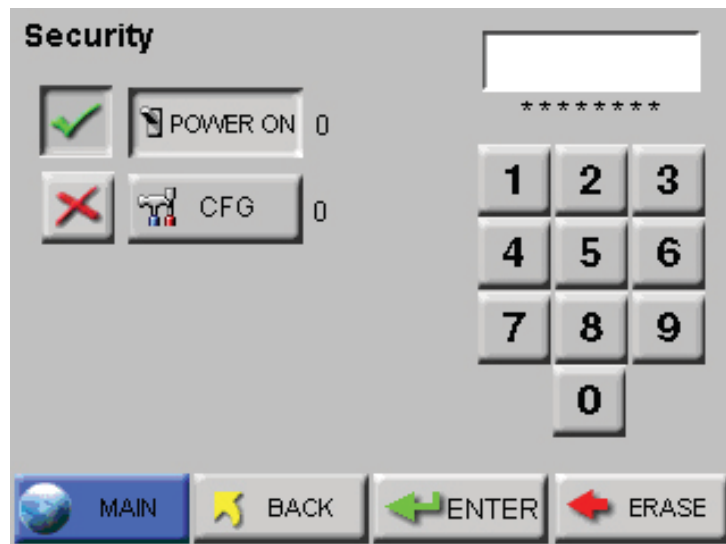 Security
********
POWER ON 0
CFG 0
1 2 3
4 5 6
7 8 9
0
MAIN BACK ENTER ERASE